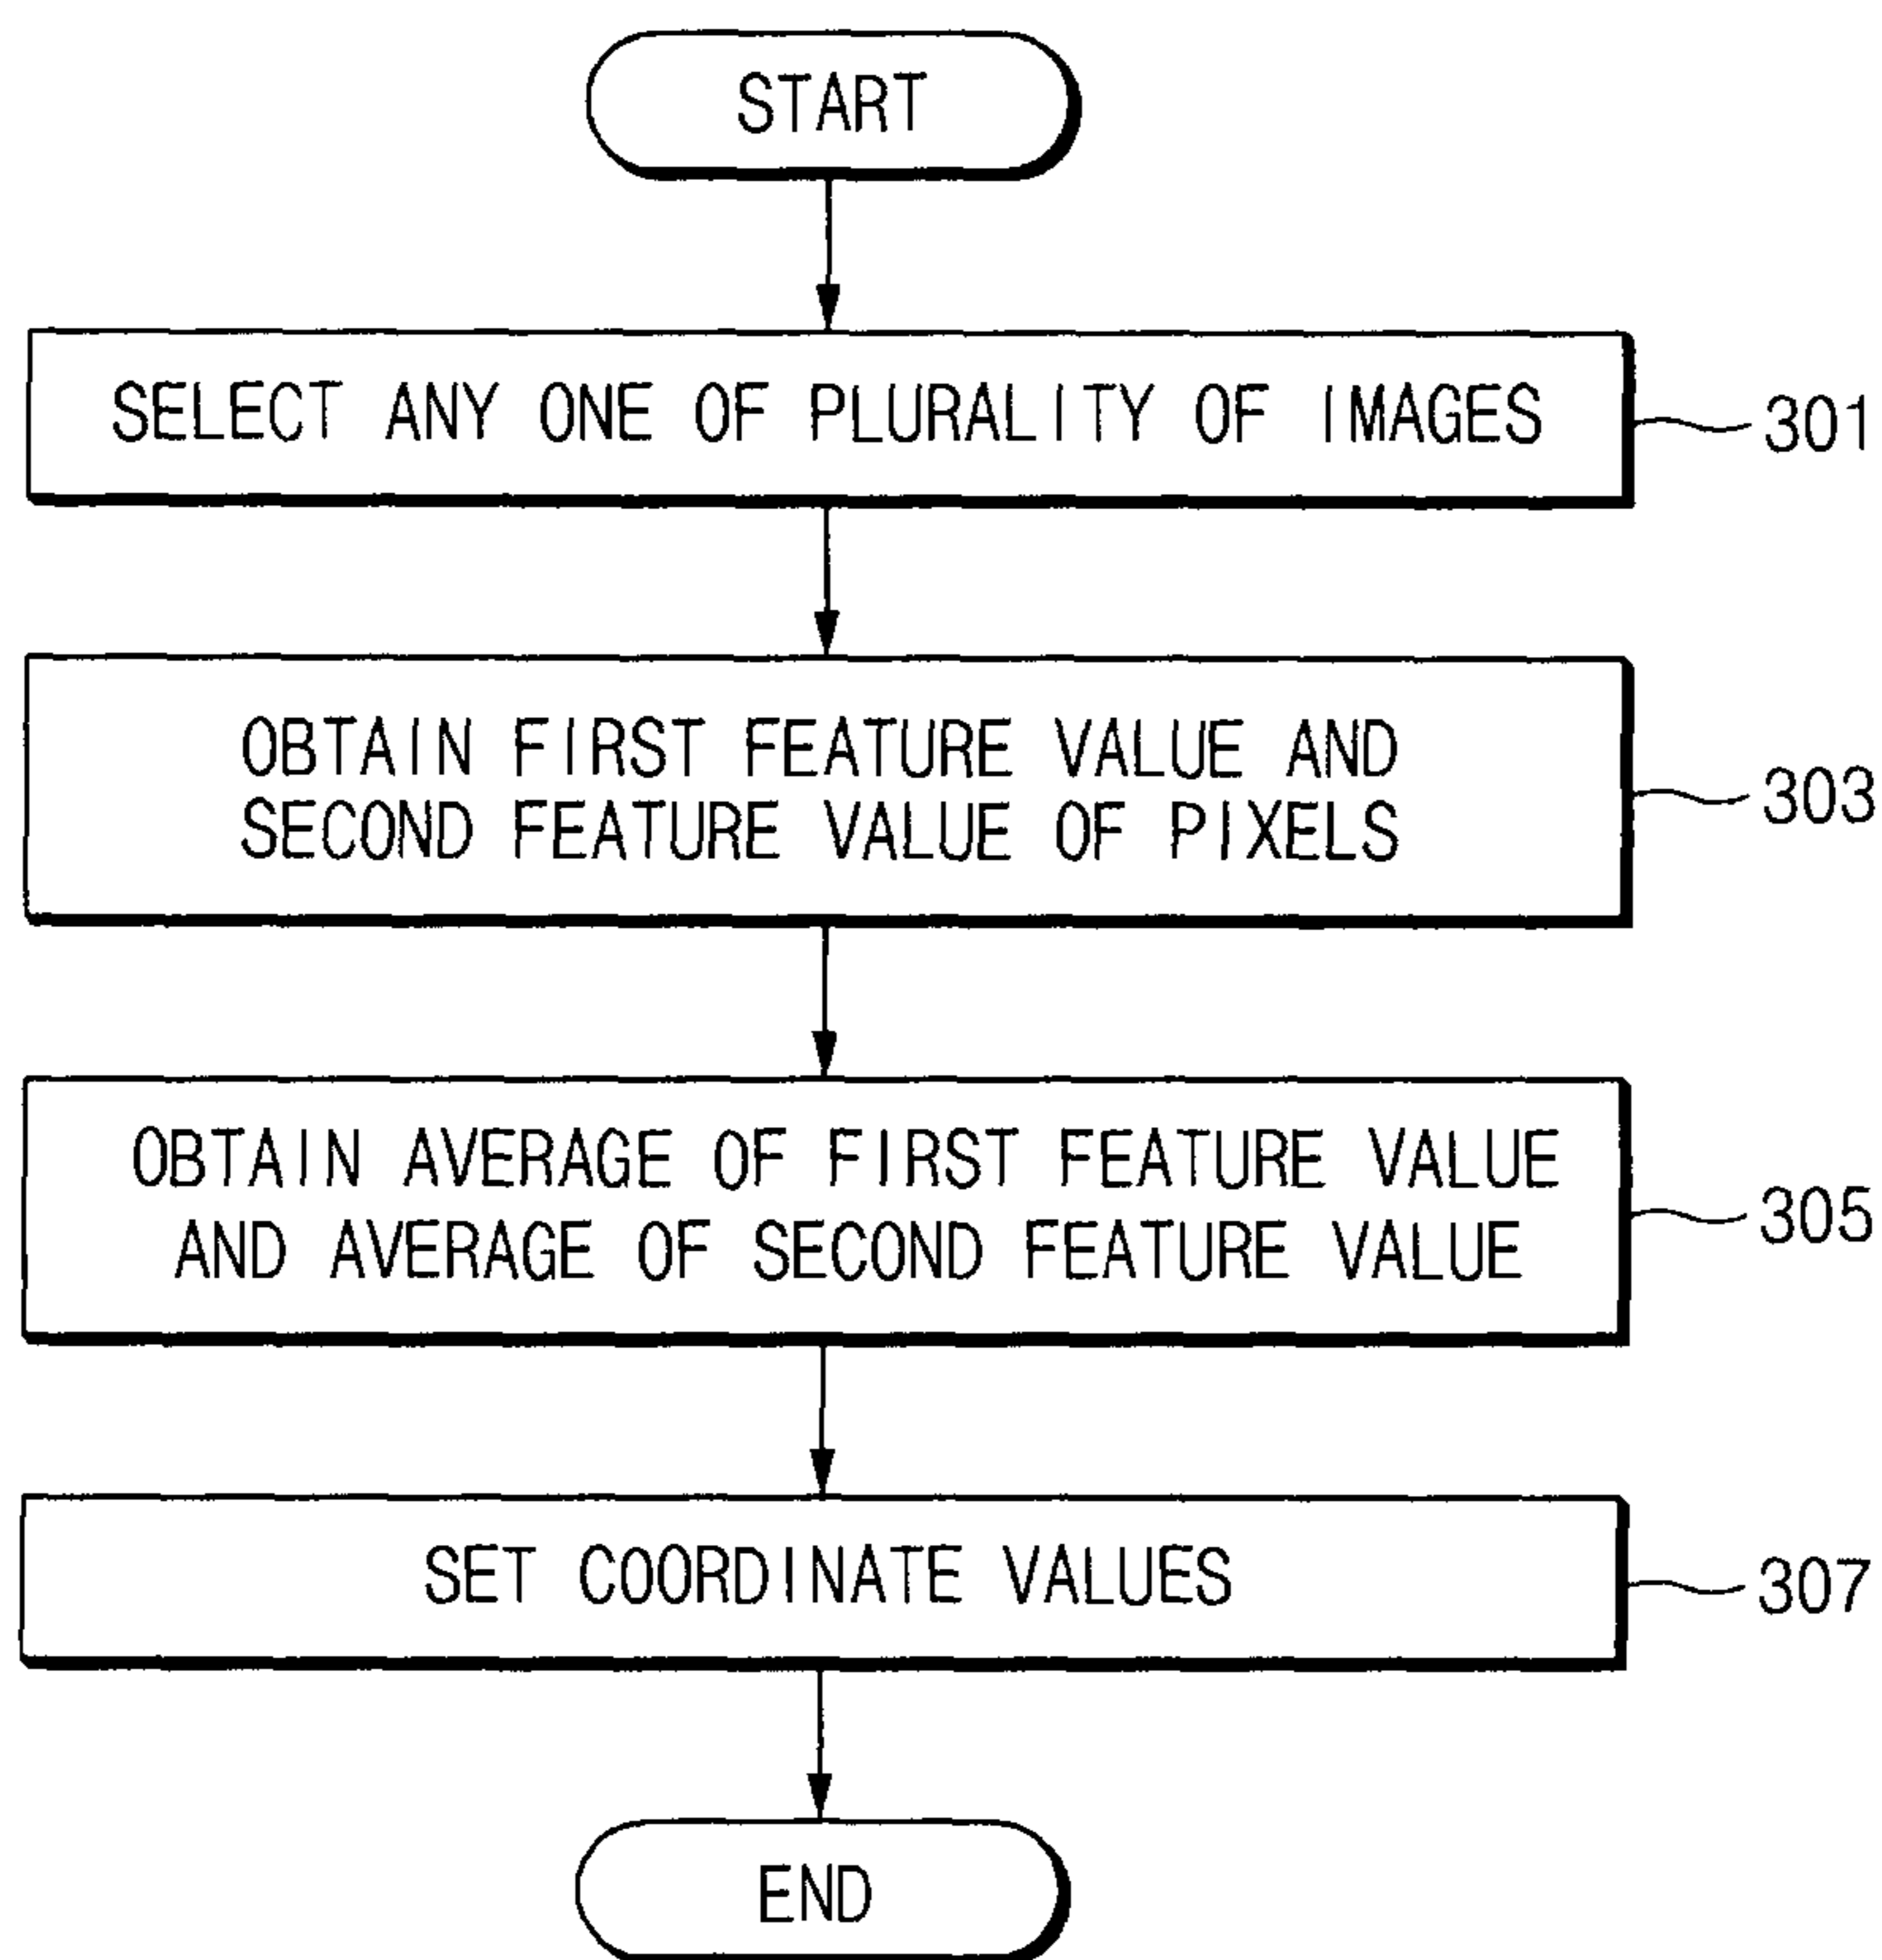 START
SELECT ANY ONE OF PLURALITY OF IMAGES
301
OBTAIN FIRST FEATURE VALUE AND
SECOND FEATURE VALUE OF PIXELS
303
OBTAIN AVERAGE OF FIRST FEATURE VALUE
AND AVERAGE OF SECOND FEATURE VALUE
305
SET COORDINATE VALUES
307
END